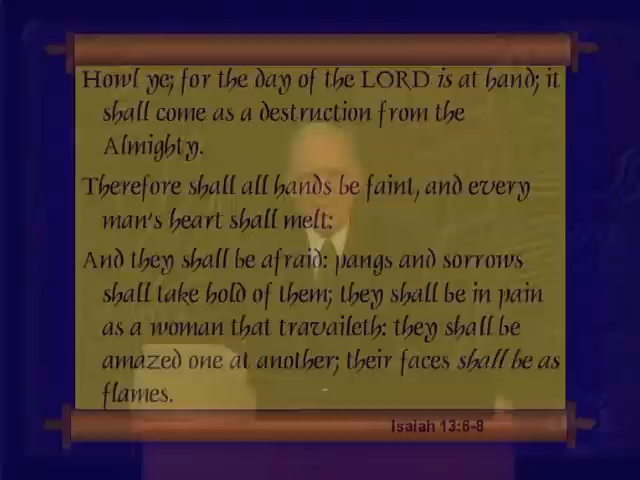 Howl ye; for the day of the LORD is at hand; it
shall come as a destruction from the
Almighty.
Therefore shall all hands be faint, and every
man's heart shall melt:
And they shall be afraid: pangs and sorrows
shall take hold of them; they shall be in pain
as a woman that travaileth: they shall be
amazed one at another; their faces shall be as
flames.
Isaiah 13:6-8